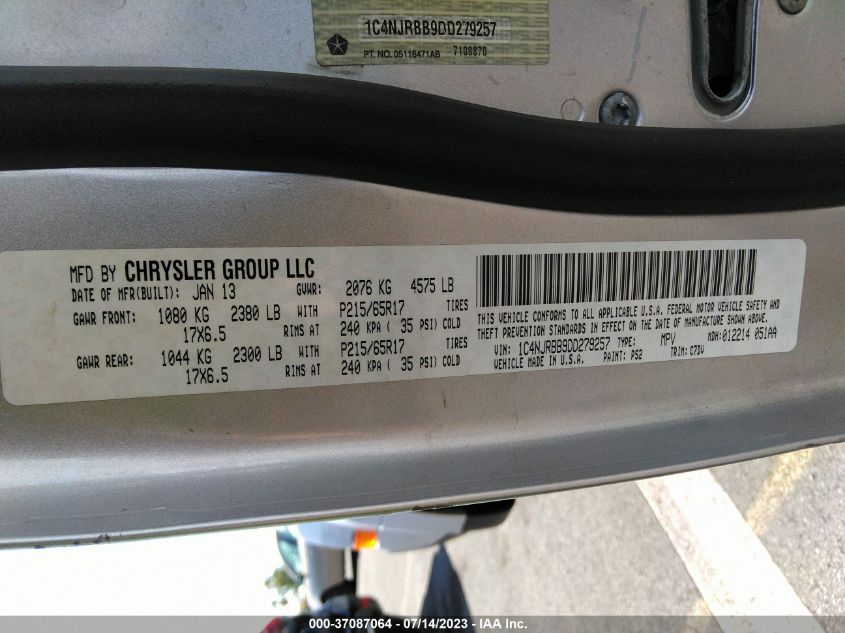 1C4NJRBB9DD279257
PT. NO. 05116471AB 7108870
MFD BY CHRYSLER GROUP LLC
DATE OF MFR(BUILT): JAN 13 GVWR: 2076 KG 4575 LB
GAWR FRONT: 1080 KG 2380 LB WITH P215/65R17 TIRES
17X6.5 RIMS AT 240 KPA ( 35 PSI) COLD
GAWR REAR: 1044 KG 2300 LB WITH P215/65R17 TIRES
17X6.5 RIMS AT 240 KPA ( 35 PSI) COLD
THIS VEHICLE CONFORMS TO ALL APPLICABLE U.S.A. FEDERAL MOTOR VEHICLE SAFETY AND
THEFT PREVENTION STANDARDS IN EFFECT ON THE DATE OF MANUFACTURE SHOWN ABOVE.
VIN: 1C4NJRBB9DD279257 TYPE: MPV MDH:012214 051AA
VEHICLE MADE IN U.S.A. PAINT: PS2 TRIM: C7DV
000-37087064 - 07/14/2023 - IAA Inc.